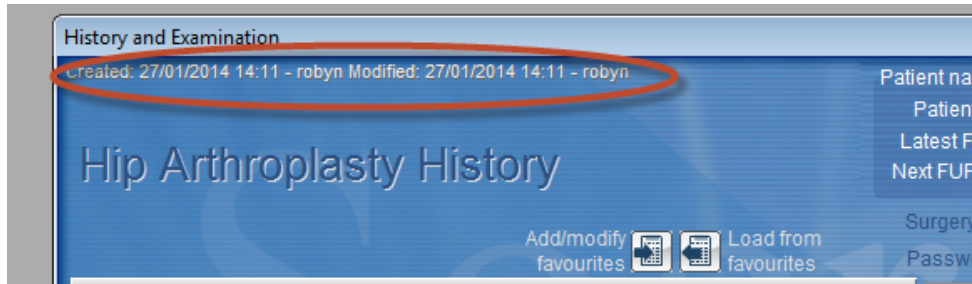 History and Examination
Created: 27/01/2014 14:11 - robyn Modified: 27/01/2014 14:11 - robyn
Patient na
Patien
Hip Arthroplasty History
Latest F
Next FUF
Add/modify favourites
Load from favourites
Surgery
Passw